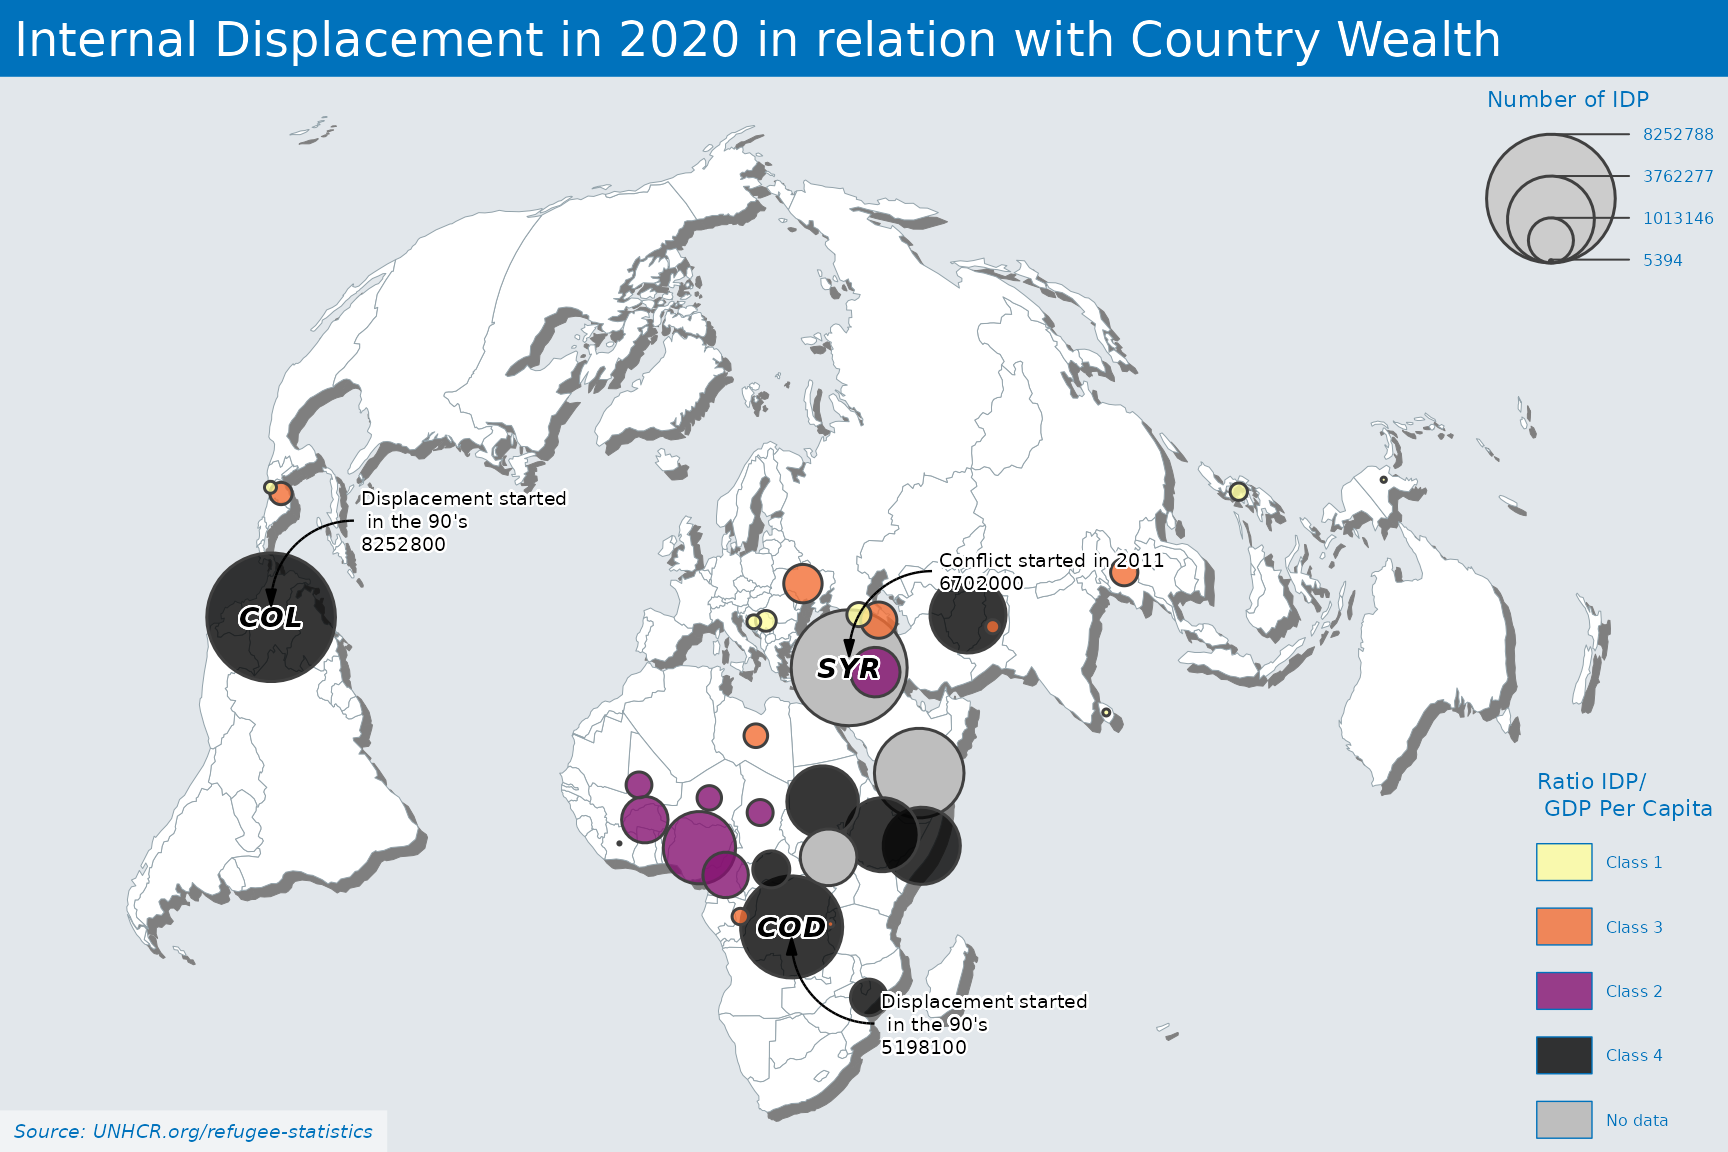 Internal Displacement in 2020 in relation with Country Wealth
Number of IDP
8252788
3762277
1013146
5394
Displacement started
in the 90's
8252800
COL
Conflict started in 2011
6702000
SYR
COD
Displacement started
in the 90's
5198100
Ratio IDP/
GDP Per Capita
Class 1
Class 3
Class 2
Class 4
No data
Source: UNHCR.org/refugee-statistics